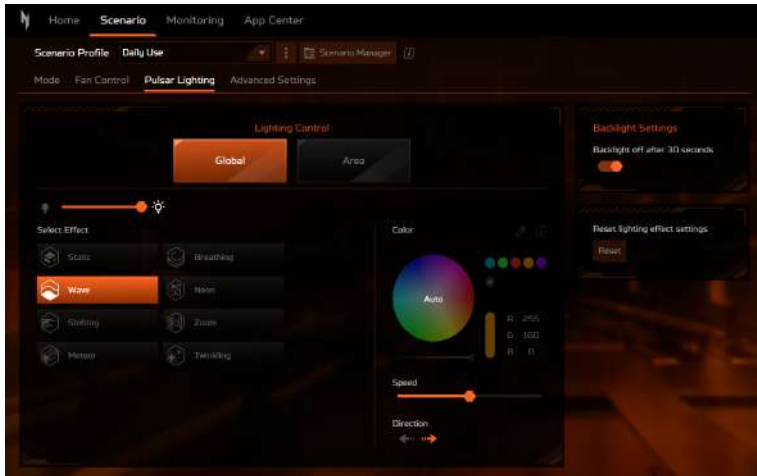 Home Scenario Monitoring App Center
Scenario Profile Daily Use Scenario Manager
Mode Fan Control Pulsar Lighting Advanced Settings
Lighting Control
Global Area
Select Effect
Static Breathing
Wave Neon
Shifting Zoom
Meteor Twinkling
Color
Auto
R: 255
G: 160
B: 0
Speed
Direction
Backlight Settings
Backlight off after 30 seconds
Reset lighting effect settings
Reset